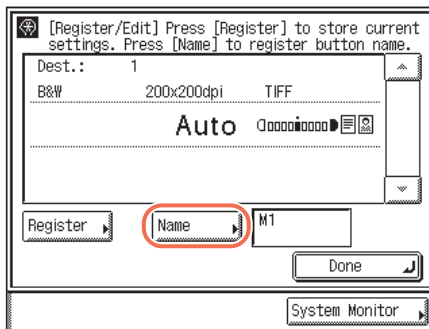 [Register/Edit] Press [Register] to store current
settings. Press [Name] to register button name.
Dest.: 1
B&W 200x200dpi TIFF
Auto
Register Name M1
Done
System Monitor